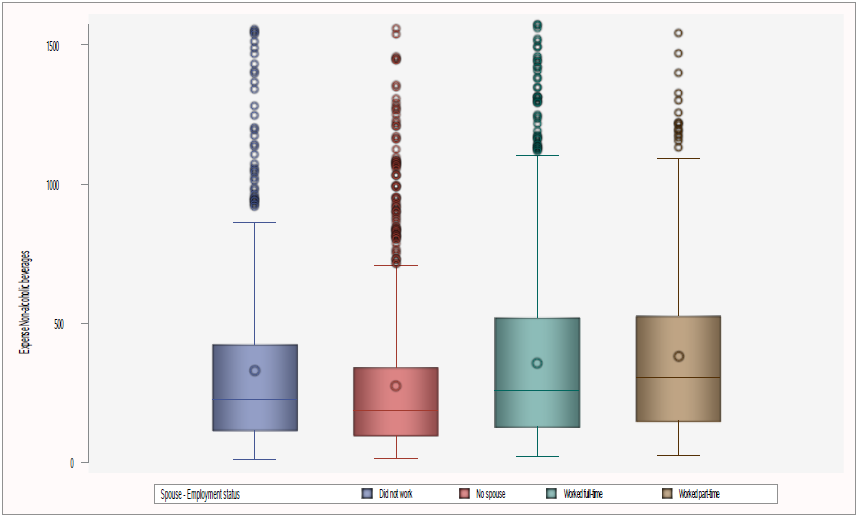 1500
1000
500
0
Expense Non-alcoholic beverages
Spouse - Employment status Did not work No spouse Worked full-time Worked part-time